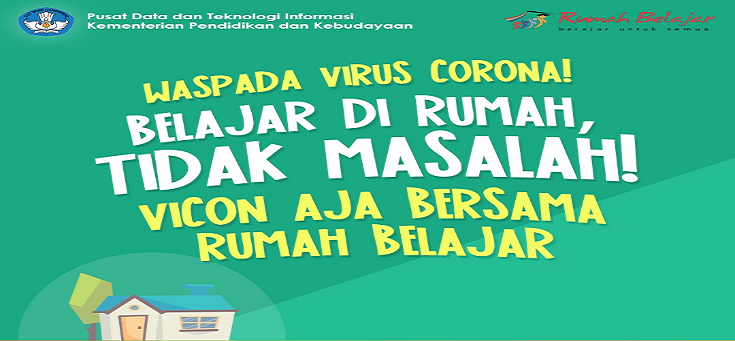 Pusat Data dan Teknologi Informasi
Kementerian Pendidikan dan Kebudayaan
Rumah Belajar
belajar untuk semua
WASPADA VIRUS CORONA!
BELAJAR DI RUMAH,
TIDAK MASALAH!
VICON AJA BERSAMA
RUMAH BELAJAR